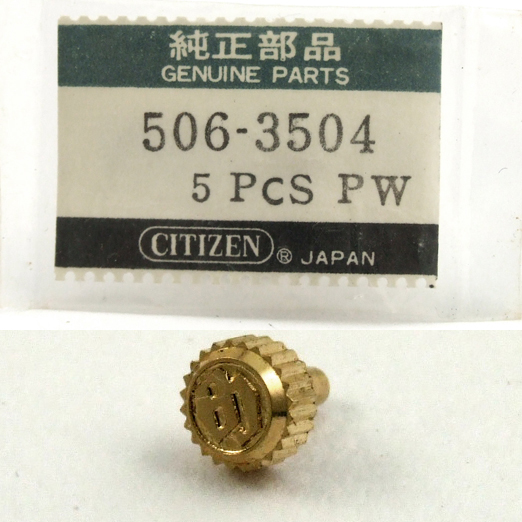 純正部品
GENUINE PARTS
506-3504
5 PcS PW
CITIZEN ® JAPAN